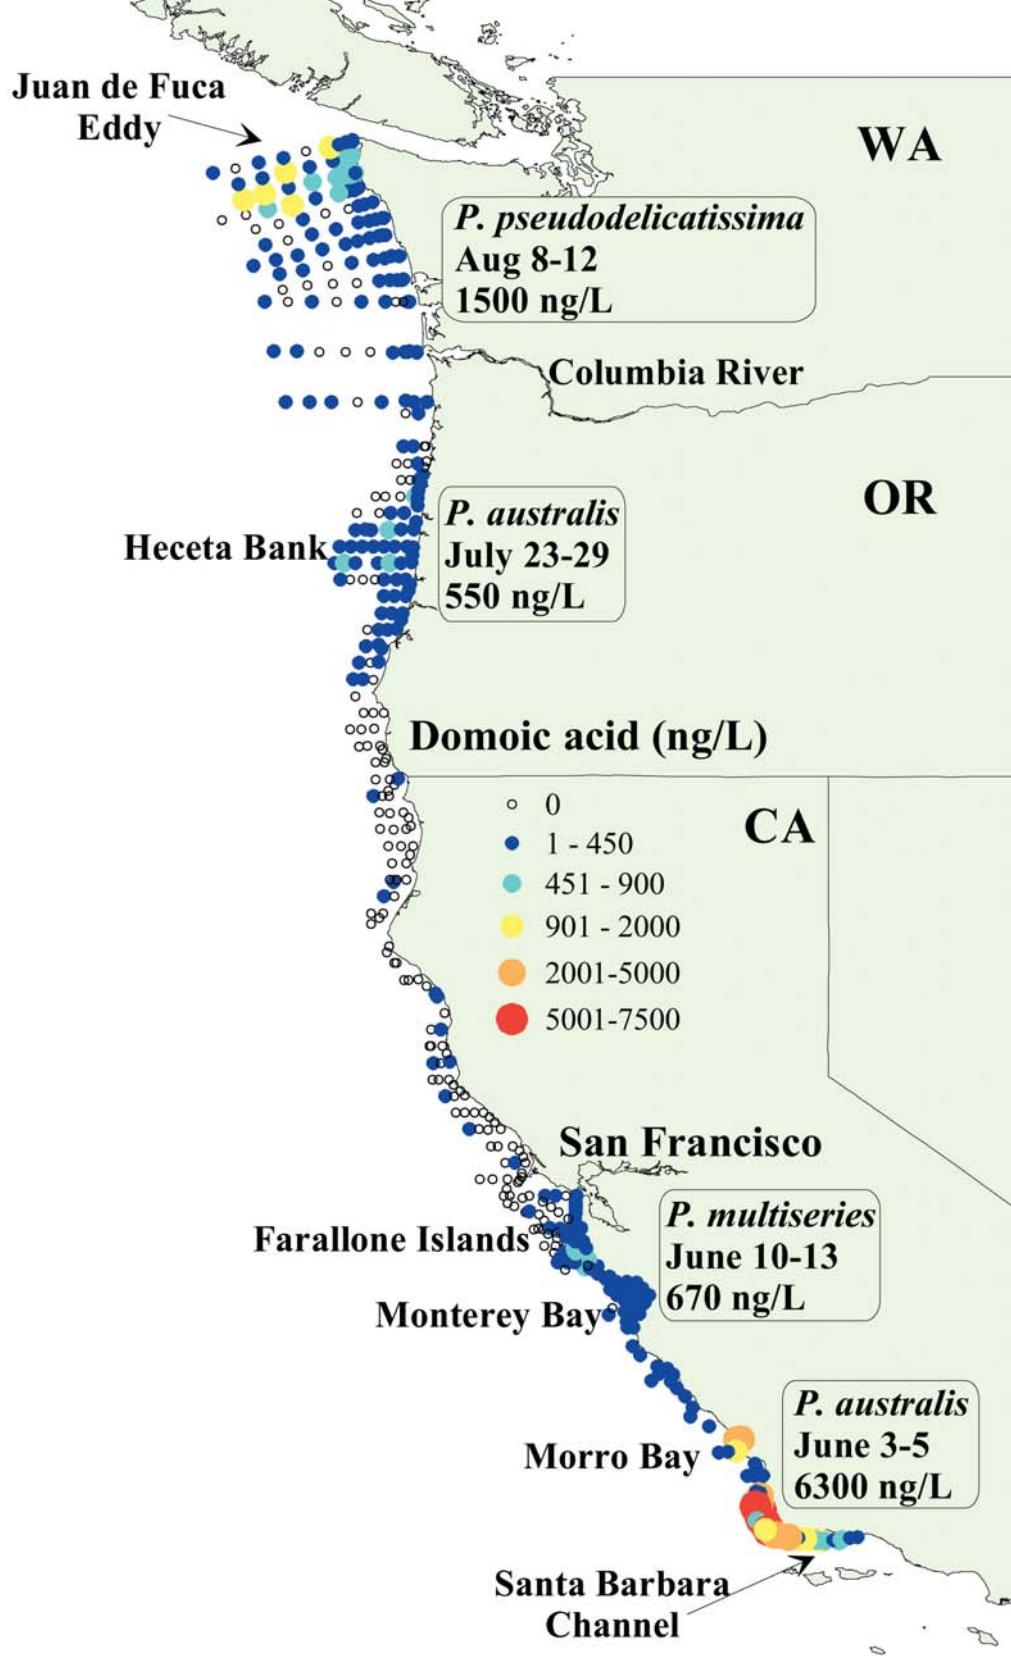 Juan de Fuca
Eddy
WA
P. pseudodelicatissima
Aug 8-12
1500 ng/L
Columbia River
OR
P. australis
July 23-29
550 ng/L
Heceta Bank
Domoic acid (ng/L)
0
1 - 450
451 - 900
901 - 2000
2001-5000
5001-7500
CA
San Francisco
P. multiseries
June 10-13
670 ng/L
Farallone Islands
Monterey Bay
P. australis
June 3-5
6300 ng/L
Morro Bay
Santa Barbara
Channel